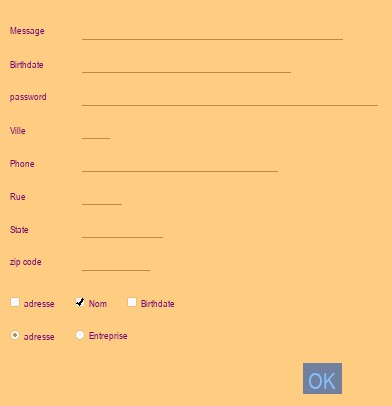 Message
Birthdate
password
Ville
Phone
Rue
State
zip code
adresse Nom Birthdate
adresse Entreprise
OK